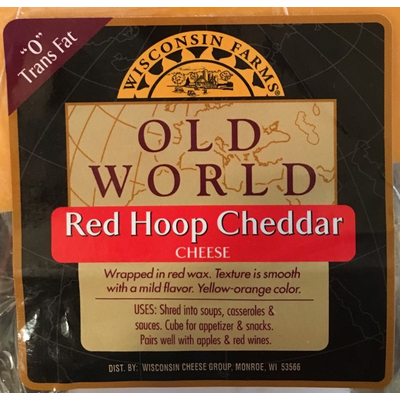 "0"
Trans Fat
WISCONSIN FARMS®
OLD
WORLD
Red Hoop Cheddar
CHEESE
Wrapped in red wax. Texture is smooth
with a mild flavor. Yellow-orange color.
USES: Shred into soups, casseroles &
sauces. Cube for appetizer & snacks.
Pairs well with apples & red wines.
DIST. BY: WISCONSIN CHEESE GROUP, MONROE, WI 53566